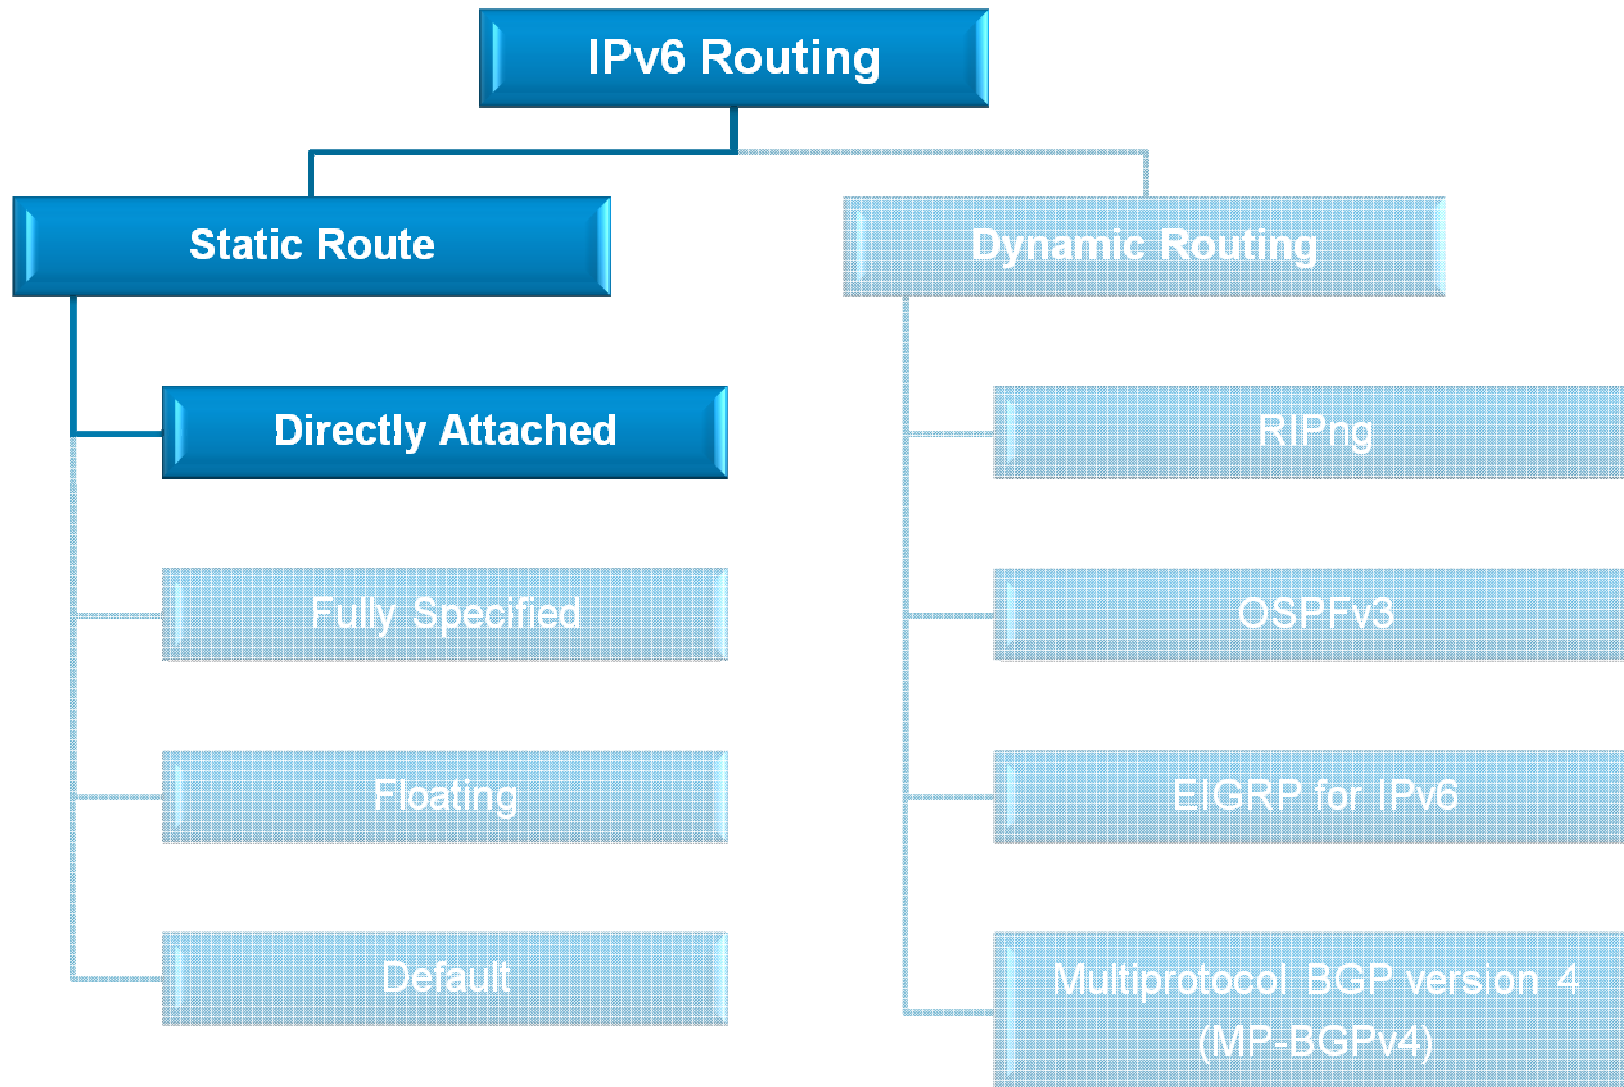 IPv6 Routing
Static Route
Directly Attached
Fully Specified
Floating
Default
Dynamic Routing
RIPng
OSPFv3
EIGRP for IPv6
Multiprotocol BGP version 4
(MP-BGPv4)